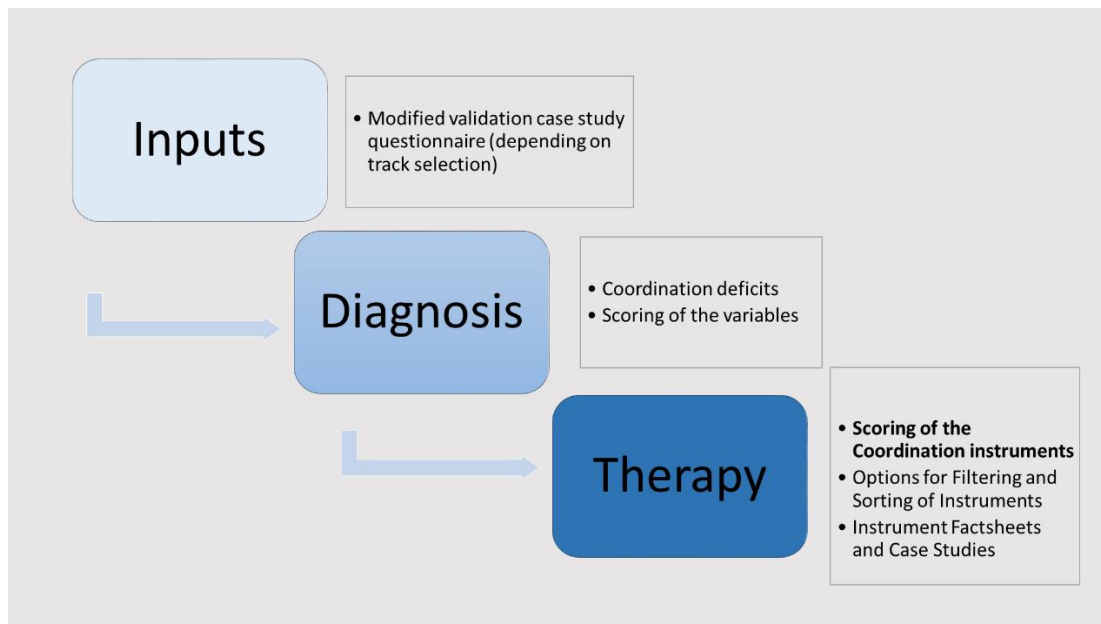 Inputs
• Modified validation case study
questionnaire (depending on
track selection)
Diagnosis
• Coordination deficits
• Scoring of the variables
Therapy
• Scoring of the
Coordination instruments
• Options for Filtering and
Sorting of Instruments
• Instrument Factsheets
and Case Studies